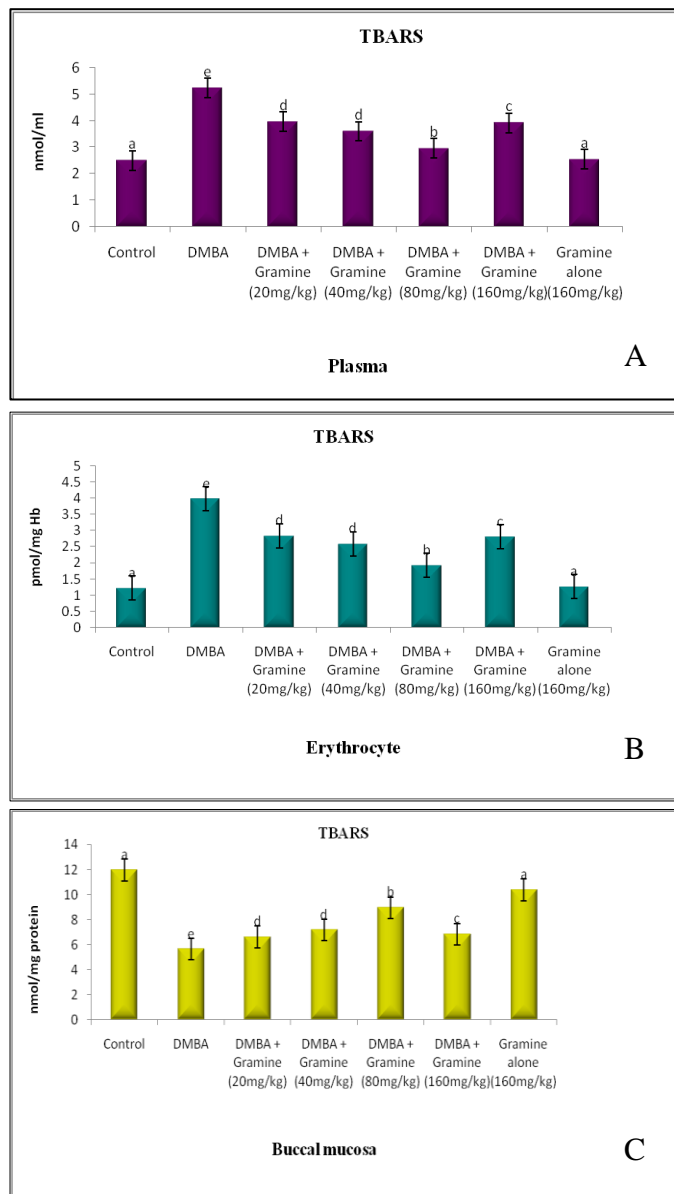 TBARS
6
5
4
3
2
1
0
nmol/ml
a
e
d
d
b
c
a
Control DMBA DMBA + DMBA + DMBA + DMBA + Gramine
Gramine Gramine Gramine Gramine alone
(20mg/kg) (40mg/kg) (80mg/kg) (160mg/kg)(160mg/kg)
Plasma
A
TBARS
5
4.5
4
3.5
3
2.5
2
1.5
1
0.5
0
pmol/mg Hb
a
e
d
d
b
c
a
Control DMBA DMBA + DMBA + DMBA + DMBA + Gramine
Gramine Gramine Gramine Gramine alone
(20mg/kg) (40mg/kg) (80mg/kg) (160mg/kg)(160mg/kg)
Erythrocyte
B
TBARS
14
12
10
8
6
4
2
0
nmol/mg protein
a
e
d
d
b
c
a
Control DMBA DMBA + DMBA + DMBA + DMBA + Gramine
Gramine Gramine Gramine Gramine alone
(20mg/kg) (40mg/kg) (80mg/kg) (160mg/kg)(160mg/kg)
Buccal mucosa
C